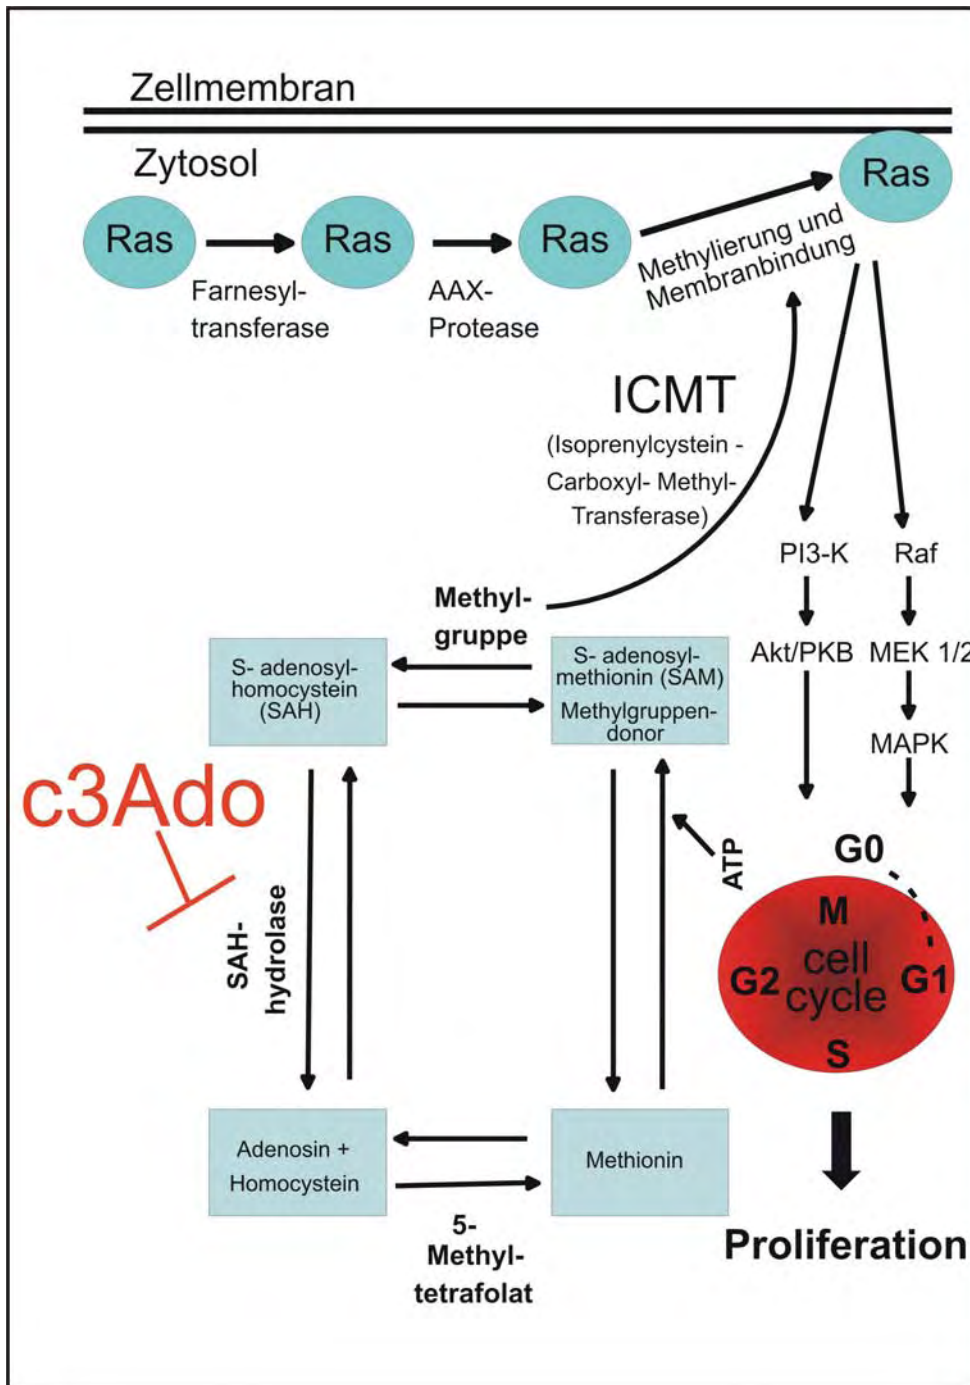 Zellmembran
Zytosol
Ras
Ras
Ras
Ras
Farnesyl-
transferase
AAX-
Protease
Methylierung und
Membranbindung
ICMT
(Isoprenylcystein -
Carboxyl- Methyl-
Transferase)
PI3-K
Raf
Akt/PKB
MEK 1/2
MAPK
Methyl-
gruppe
S- adenosyl-
homocystein
(SAH)
S- adenosyl-
methionin (SAM)
Methylgruppen-
donor
c3Ado
SAH-
hydrolase
ATP
G0
M
G2
cell
cycle
G1
S
Adenosin +
Homocystein
Methionin
5-
Methyl-
tetrafolat
Proliferation